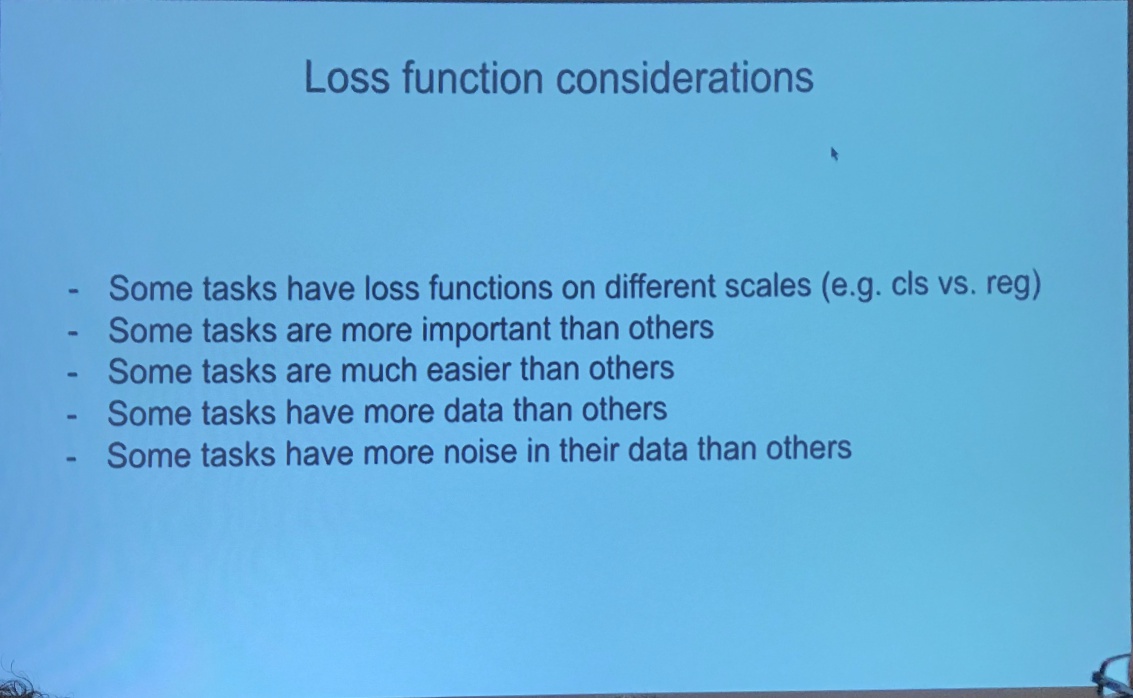 Loss function considerations
- Some tasks have loss functions on different scales (e.g. cls vs. reg)
- Some tasks are more important than others
- Some tasks are much easier than others
- Some tasks have more data than others
- Some tasks have more noise in their data than others